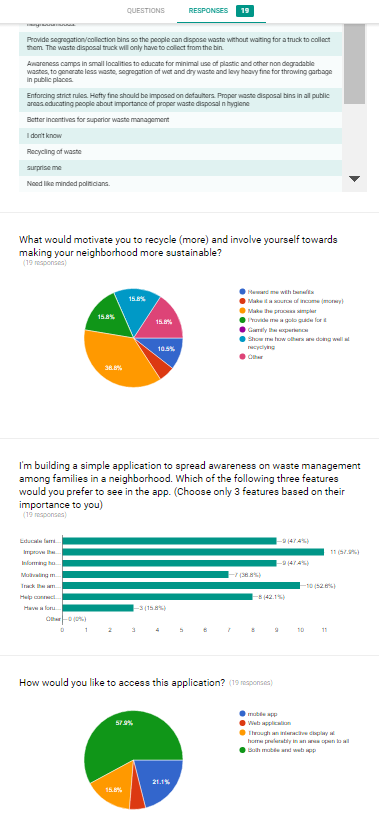 QUESTIONS
RESPONSES 19
neighborhoods.
Provide segregation/collection bins so the people can dispose waste without waiting for a truck to collect
them. The waste disposal truck will only have to collect from the bin.
Awareness camps in small localities to educate for minimal use of plastic and other non degradable
wastes, to generate less waste, segregation of wet and dry waste and levy heavy fine for throwing garbage
in public places.
Enforcing strict rules. Hefty fine should be imposed on defaulters. Proper waste disposal bins in all public
areas.educating people about importance of proper waste disposal n hygiene
Better incentives for superior waste management
I don't know
Recycling of waste
surprise me
Need like minded politicians.
What would motivate you to recycle (more) and involve yourself towards
making your neighborhood more sustainable?
(19 responses)
15.8%
15.8%
15.8%
10.5%
36.8%
Reward me with benefits
Make it a source of income (money)
Make the process simpler
Provide me a goto guide for it
Gamify the experience
Show me how others are doing well at
recyclying
Other
I'm building a simple application to spread awareness on waste management
among families in a neighborhood. Which of the following three features
would you prefer to see in the app. (Choose only 3 features based on their
importance to you)
(19 responses)
Educate fami... 9 (47.4%)
Improve the... 11 (57.9%)
Informing ho... 9 (47.4%)
Motivating m... 7 (36.8%)
Track the am... 10 (52.6%)
Help connect... 8 (42.1%)
Have a foru... 3 (15.8%)
Other 0 (0%)
0 1 2 3 4 5 6 7 8 9 10 11
How would you like to access this application? (19 responses)
57.9%
21.1%
15.8%
mobile app
Web application
Through an interactive display at
home preferably in an area open to all
Both mobile and web app